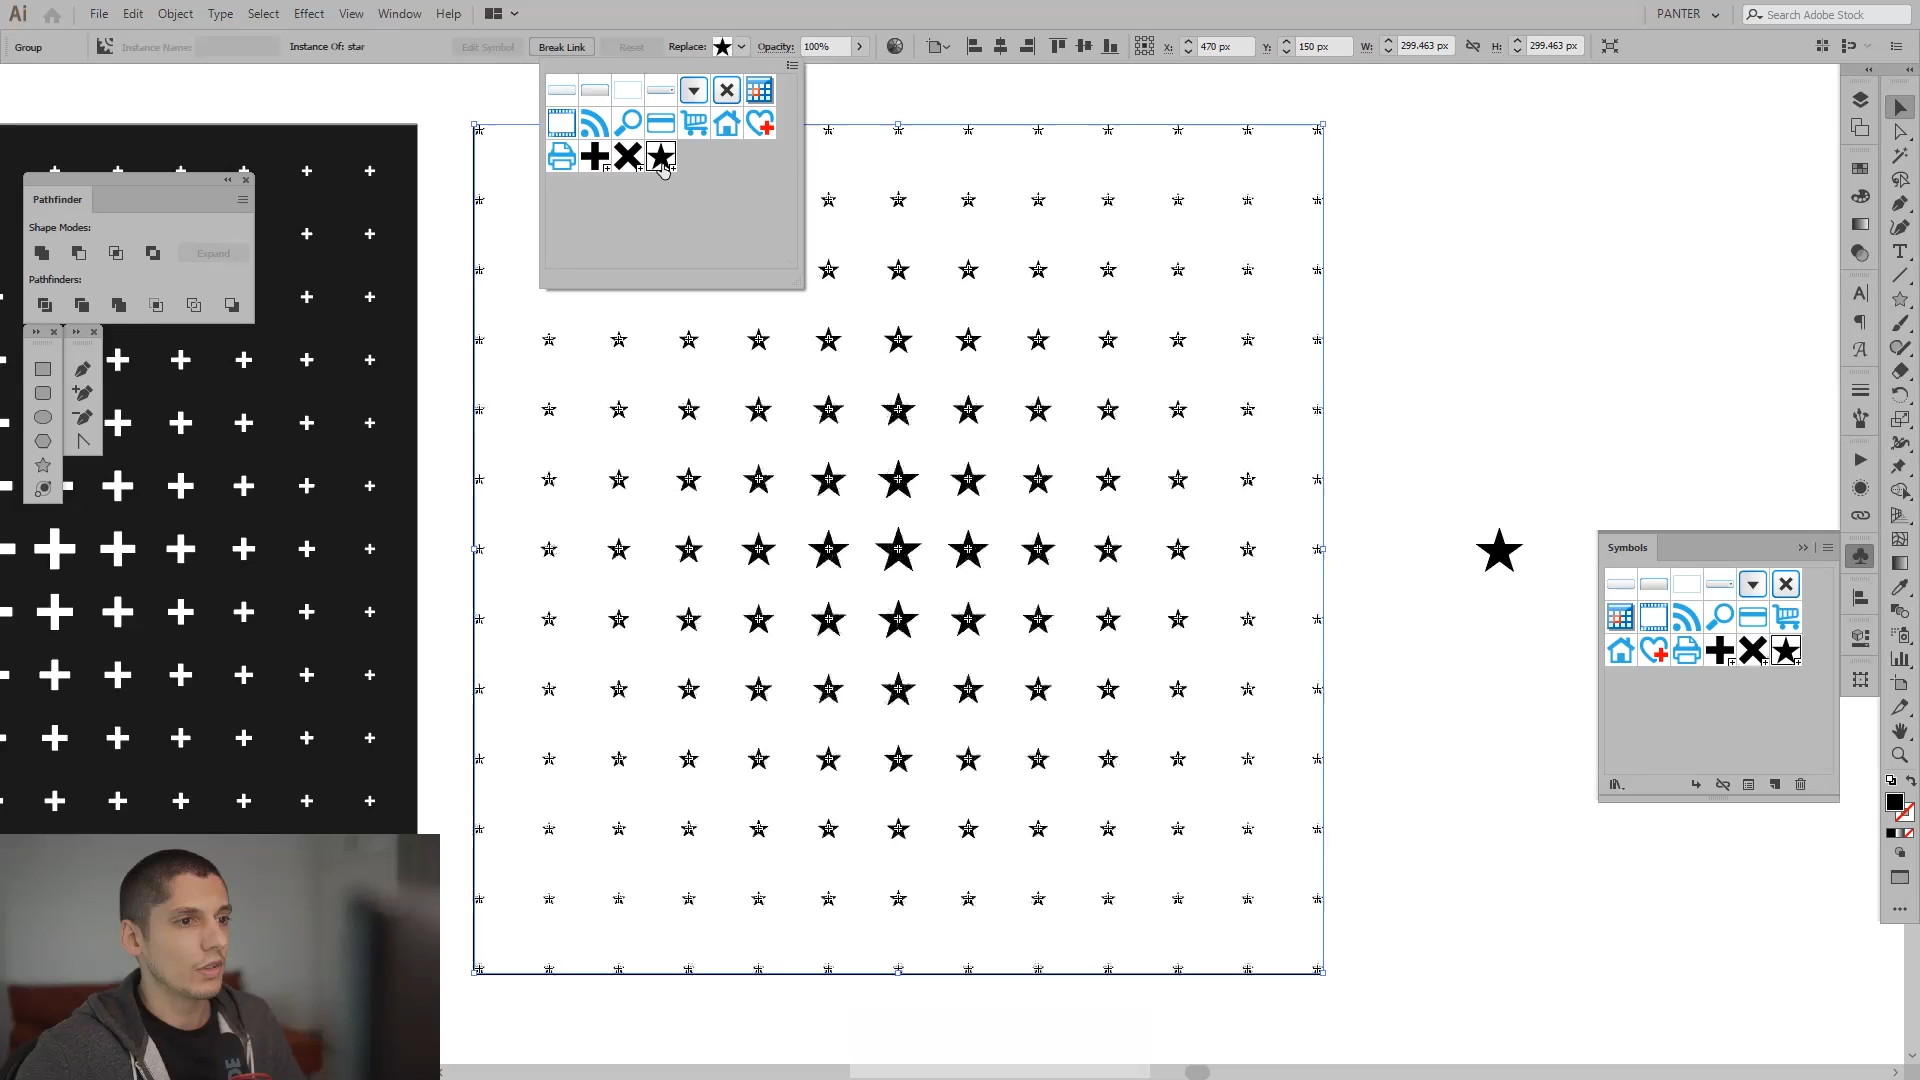 Ai File Edit Object Type Select Effect View Window Help PANTER Search Adobe Stock
Group Instance Name: Instance Of: star Edit Symbol Break Link Reset Replace: Opacity: 100% X: 470 px Y: 150 px W: 299.463 px H: 299.463 px
Pathfinder
Shape Modes:
Expand
Pathfinders:
Symbols